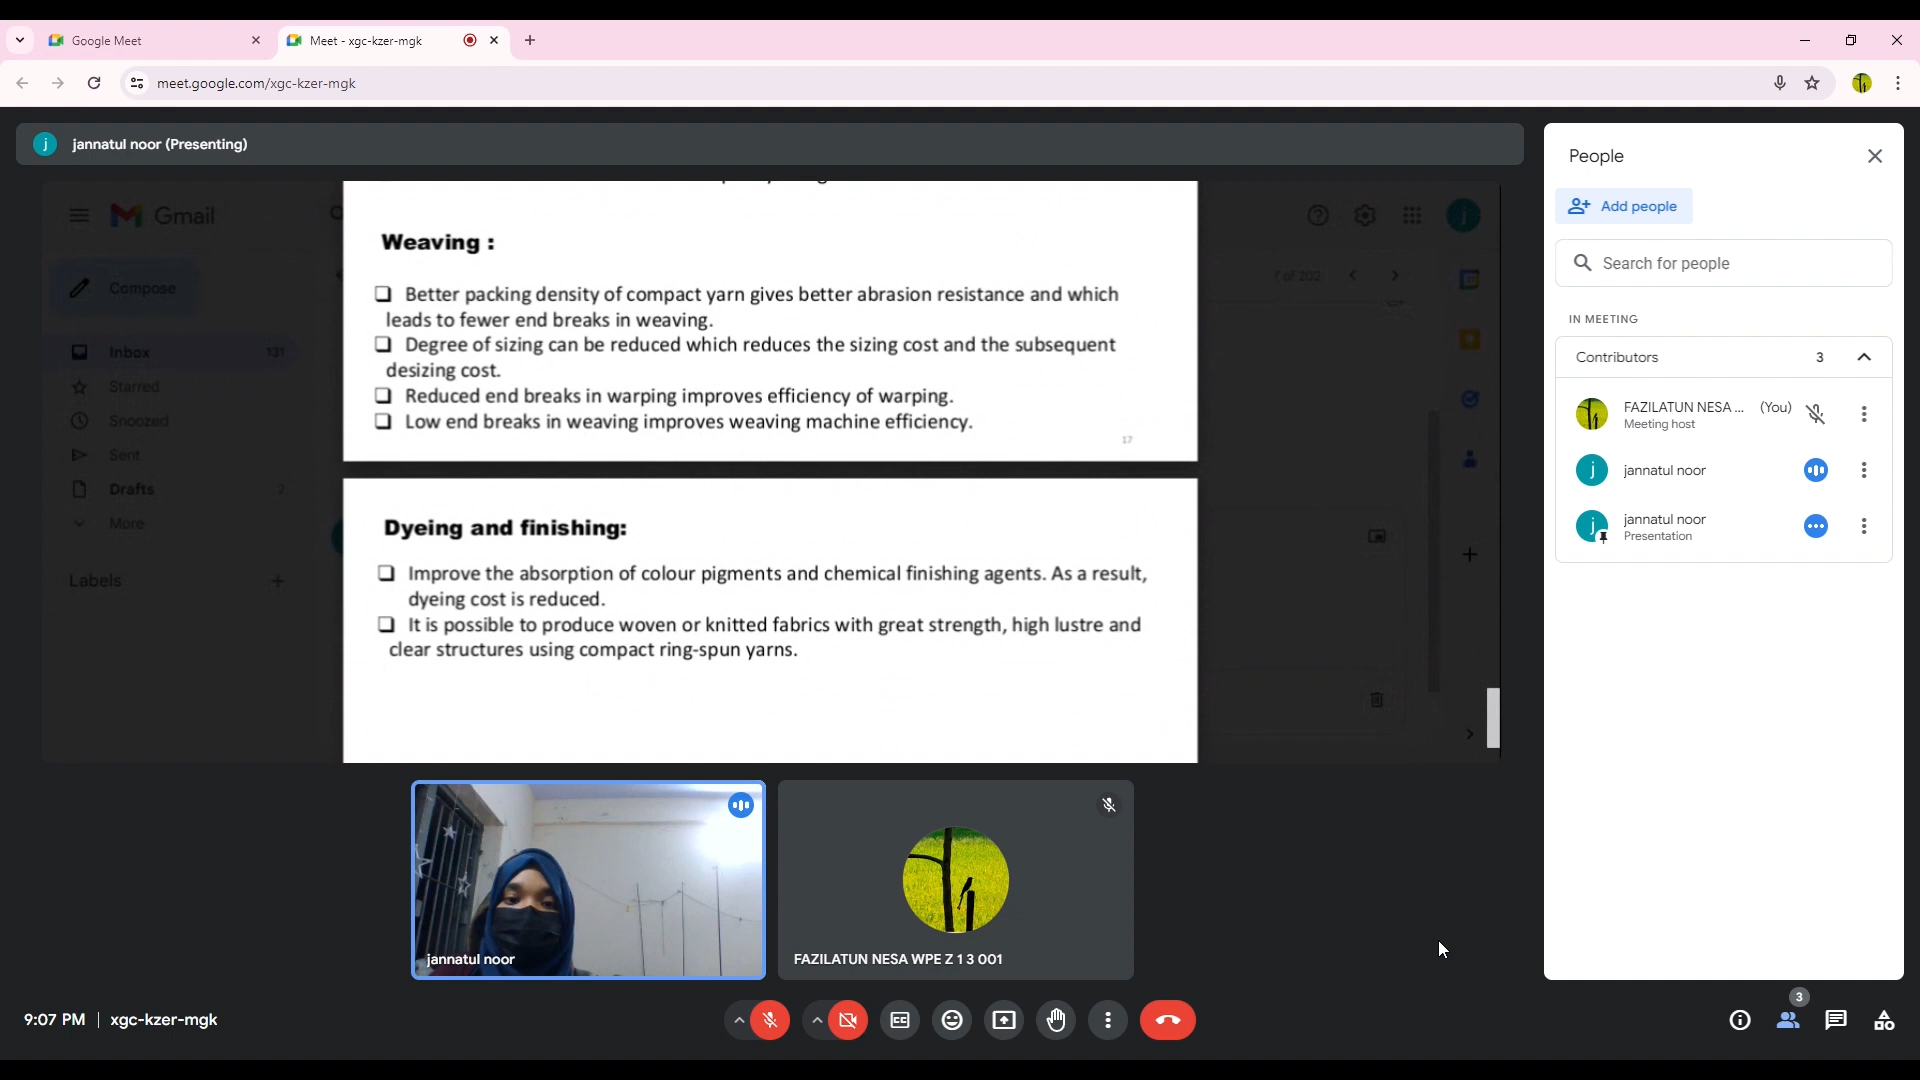 Google Meet
Meet - xgc-kzer-mgk
meet.google.com/xgc-kzer-mgk
j jannatul noor (Presenting)
People
Add people
Search for people
IN MEETING
Contributors 3
FAZILATUN NESA ... (You)
Meeting host
j jannatul noor
j jannatul noor
Presentation
Gmail
j
Compose
of 202
Inbox 131
Starred
Snoozed
Sent
Drafts 2
More
Labels
Weaving :
Better packing density of compact yarn gives better abrasion resistance and which
leads to fewer end breaks in weaving.
Degree of sizing can be reduced which reduces the sizing cost and the subsequent
desizing cost.
Reduced end breaks in warping improves efficiency of warping.
Low end breaks in weaving improves weaving machine efficiency.
17
Dyeing and finishing:
Improve the absorption of colour pigments and chemical finishing agents. As a result,
dyeing cost is reduced.
It is possible to produce woven or knitted fabrics with great strength, high lustre and
clear structures using compact ring-spun yarns.
jannatul noor
FAZILATUN NESA WPE Z 1 3 001
9:07 PM | xgc-kzer-mgk
3